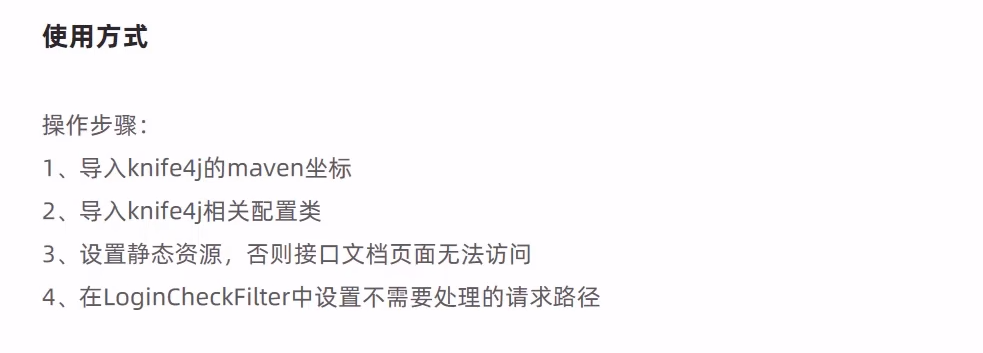 使用方式
操作步骤：
1、导入knife4j的maven坐标
2、导入knife4j相关配置类
3、设置静态资源，否则接口文档页面无法访问
4、在LoginCheckFilter中设置不需要处理的请求路径